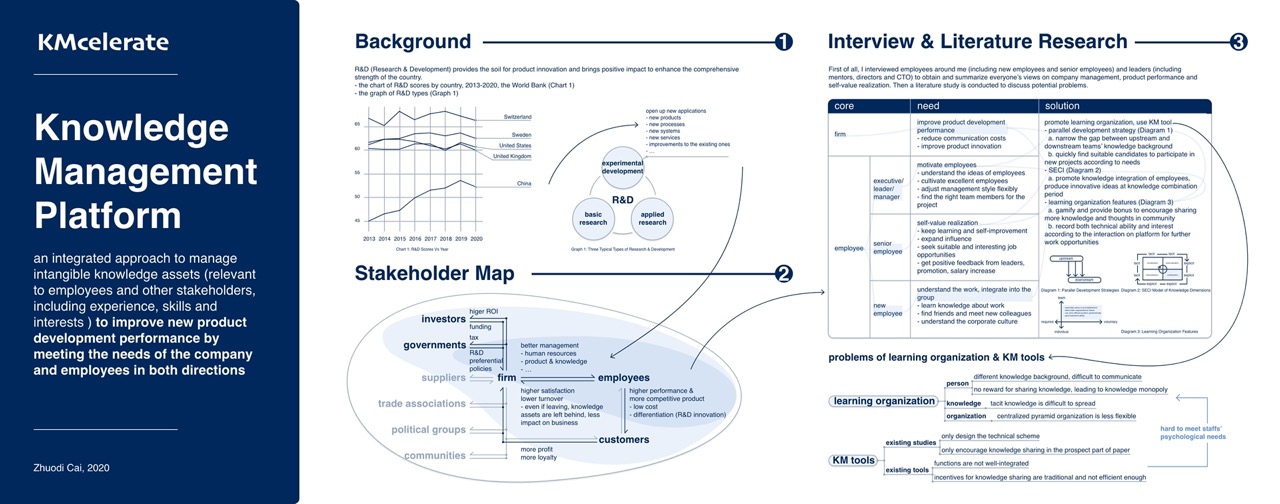 KMcelerate
Knowledge
Management
Platform
an integrated approach to manage
intangible knowledge assets (relevant
to employees and other stakeholders,
including experience, skills and
interests ) to improve new product
development performance by
meeting the needs of the company
and employees in both directions
Zhuodi Cai, 2020
Background
1
R&D (Research & Development) provides the soil for product innovation and brings positive impact to enhance the comprehensive
strength of the country.
- the chart of R&D scores by country, 2013-2020, the World Bank (Chart 1)
- the graph of R&D types (Graph 1)
65
60
55
50
45
Switzerland
Sweden
United States
United Kingdom
China
2013 2014 2015 2016 2017 2018 2019 2020
Chart 1: R&D Scores Vs Year
open up new applications
- new products
- new processes
- new systems
- new services
- improvements to the existing ones
- ...
experimental
development
R&D
basic
research
applied
research
Graph 1: Three Typical Types of Research & Development
Stakeholder Map
2
investors
governments
suppliers
trade associations
political groups
communities
higer ROI
funding
tax
R&D
preferential
policies
firm
better management
- human resources
- product & knowledge
- ...
employees
higher satisfaction
lower turnover
- even if leaving, knowledge
assets are left behind, less
impact on business
higher performance &
more competitive product
- low cost
- differentiation (R&D innovation)
customers
more profit
more loyalty
Interview & Literature Research
3
First of all, I interviewed employees around me (including new employees and senior employees) and leaders (including
mentors, directors and CTO) to obtain and summarize everyone's views on company management, product performance and
self-value realization. Then a literature study is conducted to discuss potential problems.
core
need
solution
firm
improve product development
performance
- reduce communication costs
- improve product innovation
employee
executive/
leader/
manager
motivate employees
- understand the ideas of employees
- cultivate excellent employees
- adjust management style flexibly
- find the right team members for the
project
senior
employee
self-value realization
- keep learning and self-improvement
- expand influence
- seek suitable and interesting job
opportunities
- get positive feedback from leaders,
promotion, salary increase
new
employee
understand the work, integrate into the
group
- learn knowledge about work
- find friends and meet new colleagues
- understand the corporate culture
promote learning organization, use KM tool
- parallel development strategy (Diagram 1)
a. narrow the gap between upstream and
downstream teams' knowledge background
b. quickly find suitable candidates to participate in
new projects according to needs
- SECI (Diagram 2)
a. promote knowledge integration of employees,
produce innovative ideas at knowledge combination
period
- learning organization features (Diagram 3)
a. gamify and provide bonus to encourage sharing
more knowledge and thoughts in community
b. record both technical ability and interest
according to the interaction on platform for further
work opportunities
upstream
downstream
Diagram 1: Parallel Development Strategies
tacit
tacit
tacit
explicit
tacit
explicit
explicit
explicit
Diagram 2: SECI Model of Knowledge Dimensions
team
required
voluntary
individual
Diagram 3: Learning Organization Features
problems of learning organization & KM tools
learning organization
person
different knowledge background, difficult to communicate
no reward for sharing knowledge, leading to knowledge monopoly
knowledge
tacit knowledge is difficult to spread
organization
centralized pyramid organization is less flexible
KM tools
existing studies
only design the technical scheme
only encourage knowledge sharing in the prospect part of paper
existing tools
functions are not well-integrated
incentives for knowledge sharing are traditional and not efficient enough
hard to meet staffs'
psychological needs